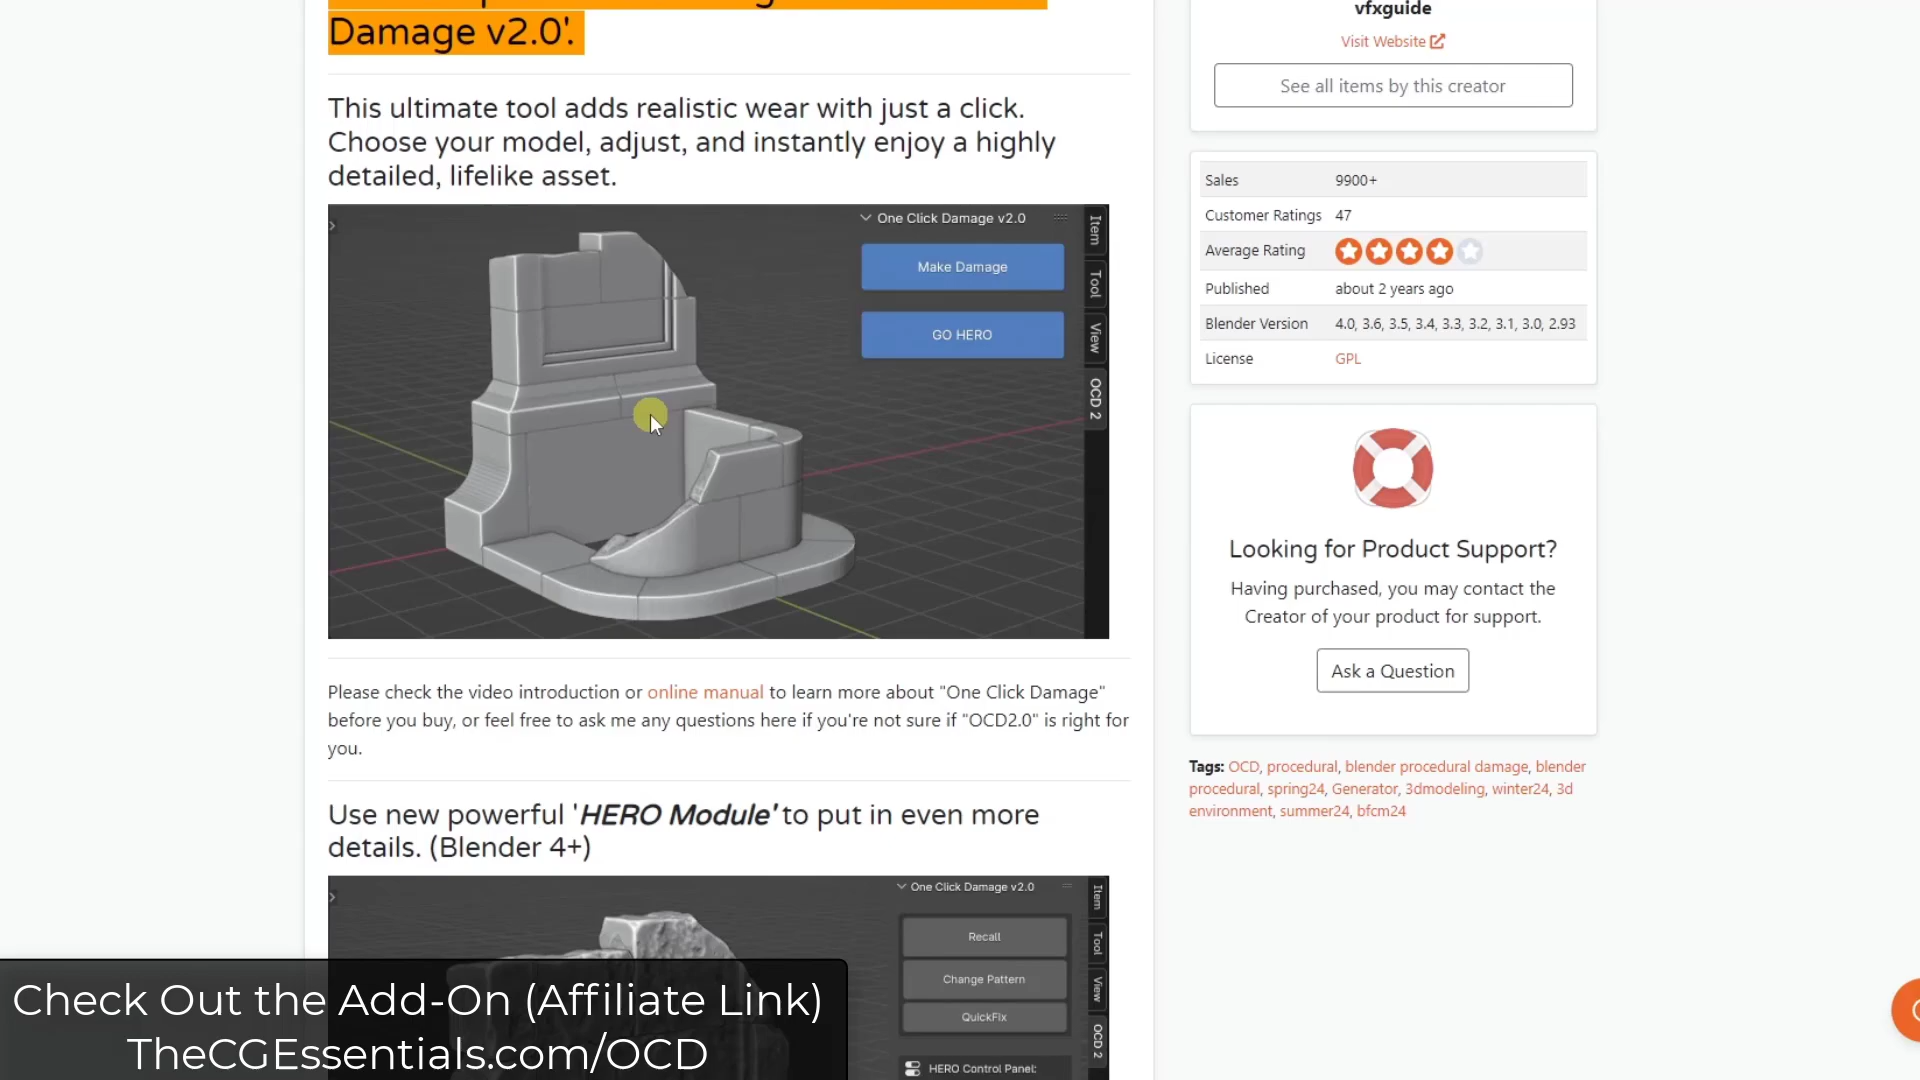 Damage v2.0'.
This ultimate tool adds realistic wear with just a click.
Choose your model, adjust, and instantly enjoy a highly
detailed, lifelike asset.
One Click Damage v2.0
Make Damage
GO HERO
Item
Tool
View
OCD 2
Please check the video introduction or online manual to learn more about "One Click Damage"
before you buy, or feel free to ask me any questions here if you're not sure if "OCD2.0" is right for
you.
Use new powerful 'HERO Module' to put in even more
details. (Blender 4+)
One Click Damage v2.0
Recall
Change Pattern
QuickFix
HERO Control Panel:
Item
Tool
View
OCD 2
Check Out the Add-On (Affiliate Link)
TheCGEssentials.com/OCD
vfxguide
Visit Website
See all items by this creator
Sales 9900+
Customer Ratings 47
Average Rating
Published about 2 years ago
Blender Version 4.0, 3.6, 3.5, 3.4, 3.3, 3.2, 3.1, 3.0, 2.93
License GPL
Looking for Product Support?
Having purchased, you may contact the
Creator of your product for support.
Ask a Question
Tags: OCD, procedural, blender procedural damage, blender
procedural, spring24, Generator, 3dmodeling, winter24, 3d
environment, summer24, bfcm24